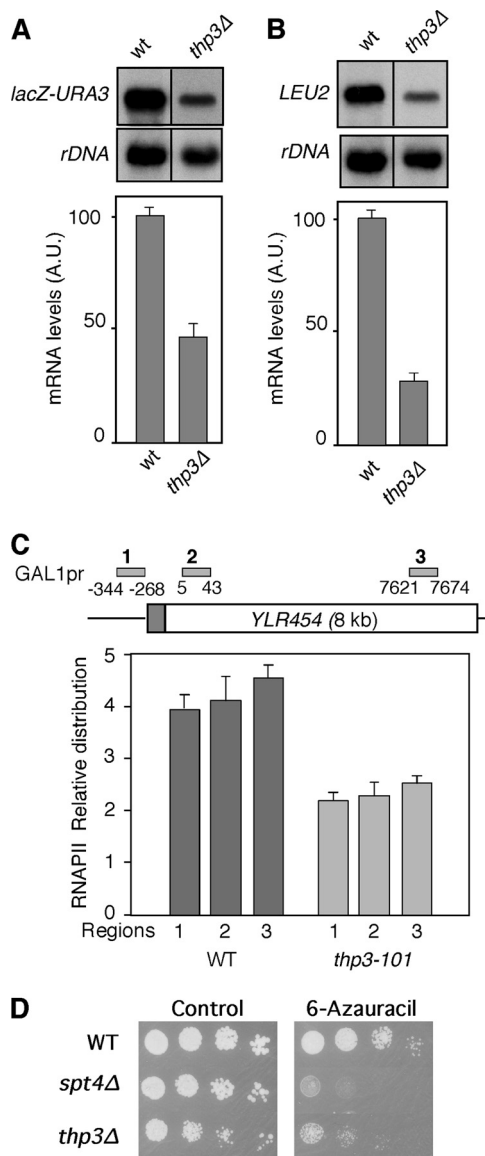 A
wt
thp3Δ
lacZ-URA3
rDNA
mRNA levels (A.U.)
100
50
0
wt
thp3Δ
B
wt
thp3Δ
LEU2
rDNA
mRNA levels (A.U.)
100
50
0
wt
thp3Δ
C
1 2 3
GAL1pr
-344 -268 5 43 7621 7674
YLR454 (8 kb)
RNAPII Relative distribution
5
4
3
2
1
0
Regions 1 2 3 1 2 3
WT thp3-101
D
Control 6-Azauracil
WT
spt4Δ
thp3Δ